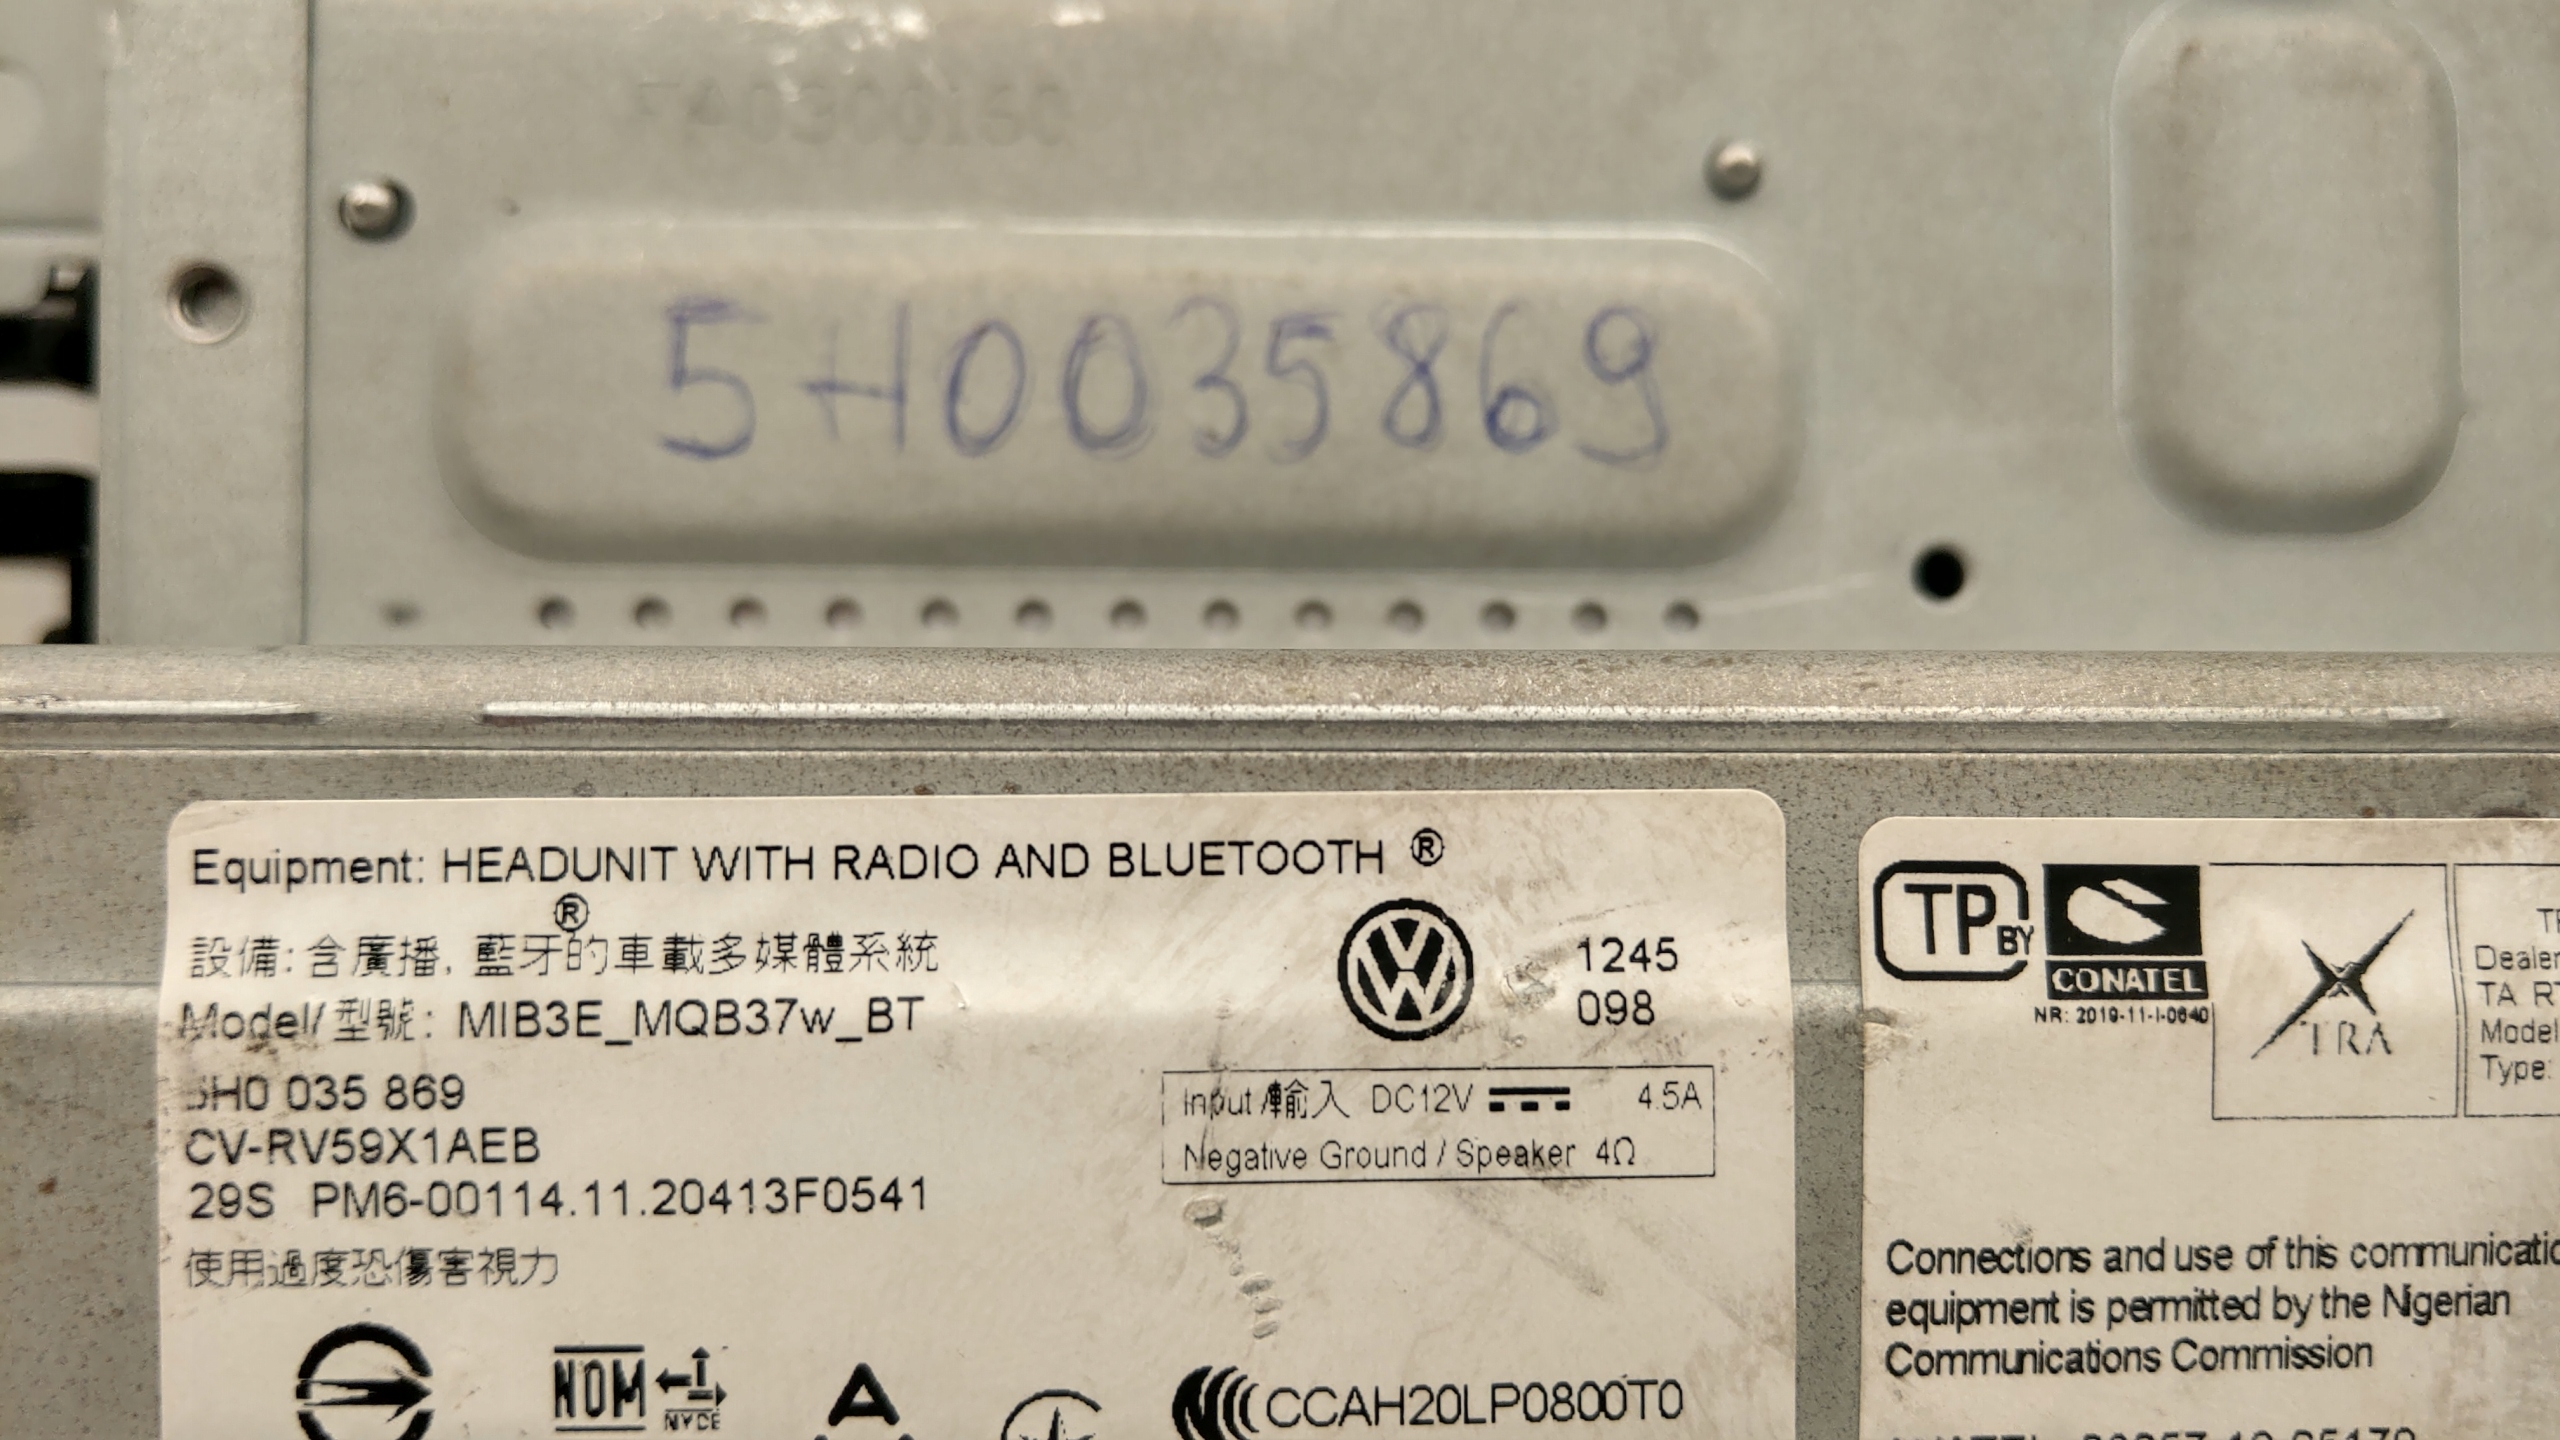 5H0035869
Equipment: HEADUNIT WITH RADIO AND BLUETOOTH ®
®
設備: 含廣播, 藍牙的車載多媒體系統
Model/ 型號: MIB3E_MQB37w_BT
5H0 035 869
CV-RV59X1AEB
29S PM6-00114.11.20413F0541
使用過度恐傷害視力
1245
098
Input /輸入 DC12V 4.5A
Negative Ground / Speaker 4Ω
NOM
NYCE
CCAH20LP0800T0
TP BY
CONATEL
NR: 2019-11-I-0640
TRA
Dealer
TA
Model
Type:
Connections and use of this
equipment is permitted by the Nigerian
Communications Commission